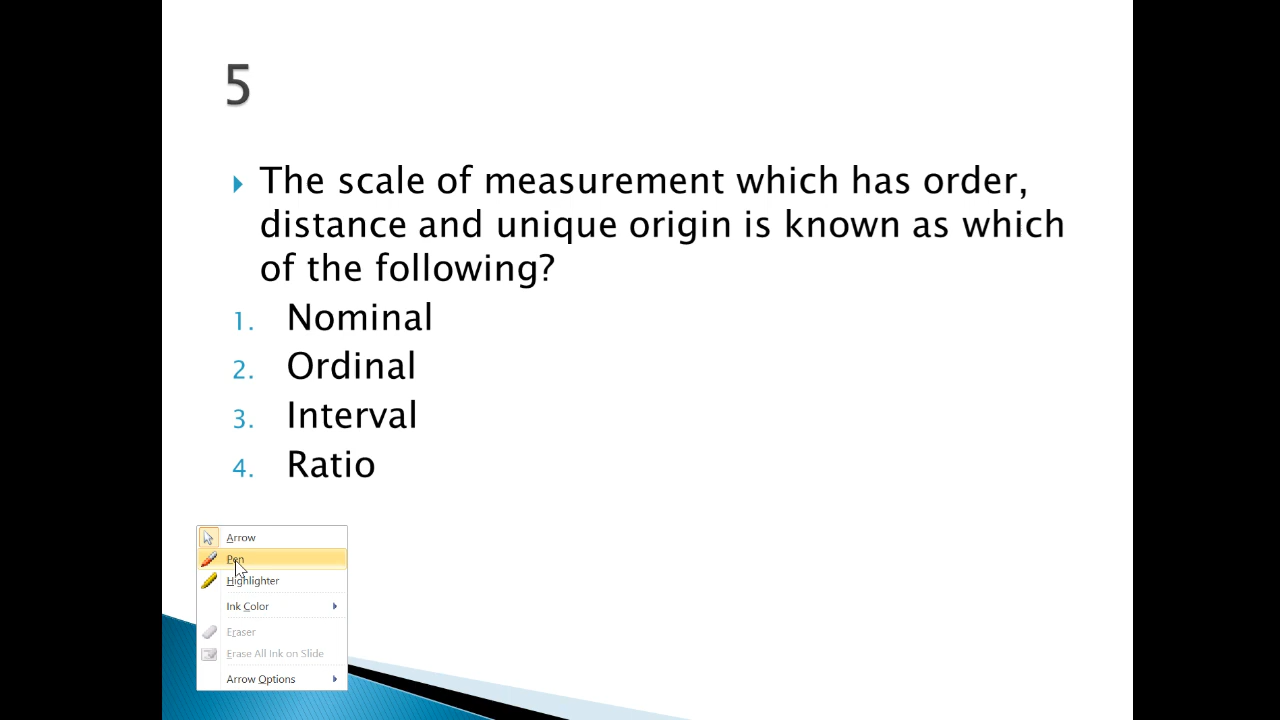 5
The scale of measurement which has order,
distance and unique origin is known as which
of the following?
1. Nominal
2. Ordinal
3. Interval
4. Ratio
Arrow
Pen
Highlighter
Ink Color
Eraser
Erase All Ink on Slide
Arrow Options